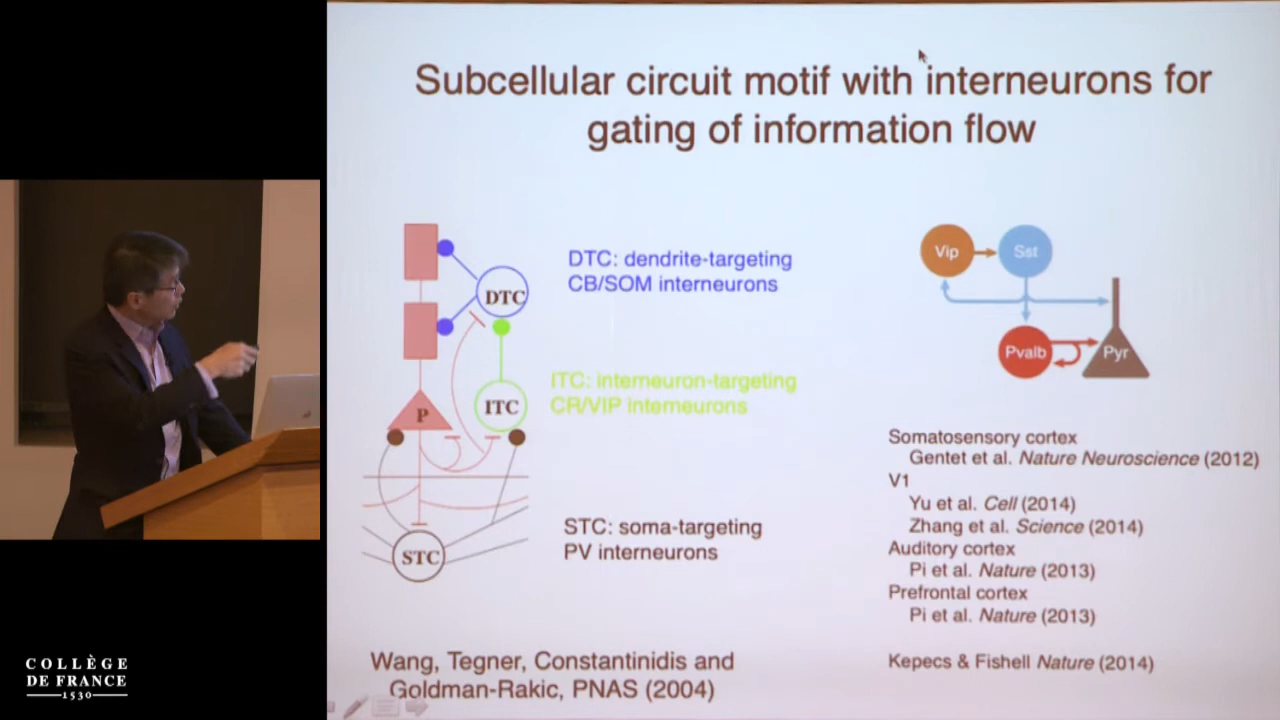 Subcellular circuit motif with interneurons for
gating of information flow
DTC
DTC: dendrite-targeting
CB/SOM interneurons
P
ITC
ITC: interneuron-targeting
CR/VIP interneurons
STC
STC: soma-targeting
PV interneurons
Wang, Tegner, Constantinidis and
Goldman-Rakic, PNAS (2004)
Vip
Sst
Pvalb
Pyr
Somatosensory cortex
Gentet et al. Nature Neuroscience (2012)
V1
Yu et al. Cell (2014)
Zhang et al. Science (2014)
Auditory cortex
Pi et al. Nature (2013)
Prefrontal cortex
Pi et al. Nature (2013)
Kepecs & Fishell Nature (2014)
COLLÈGE
DE FRANCE
1530